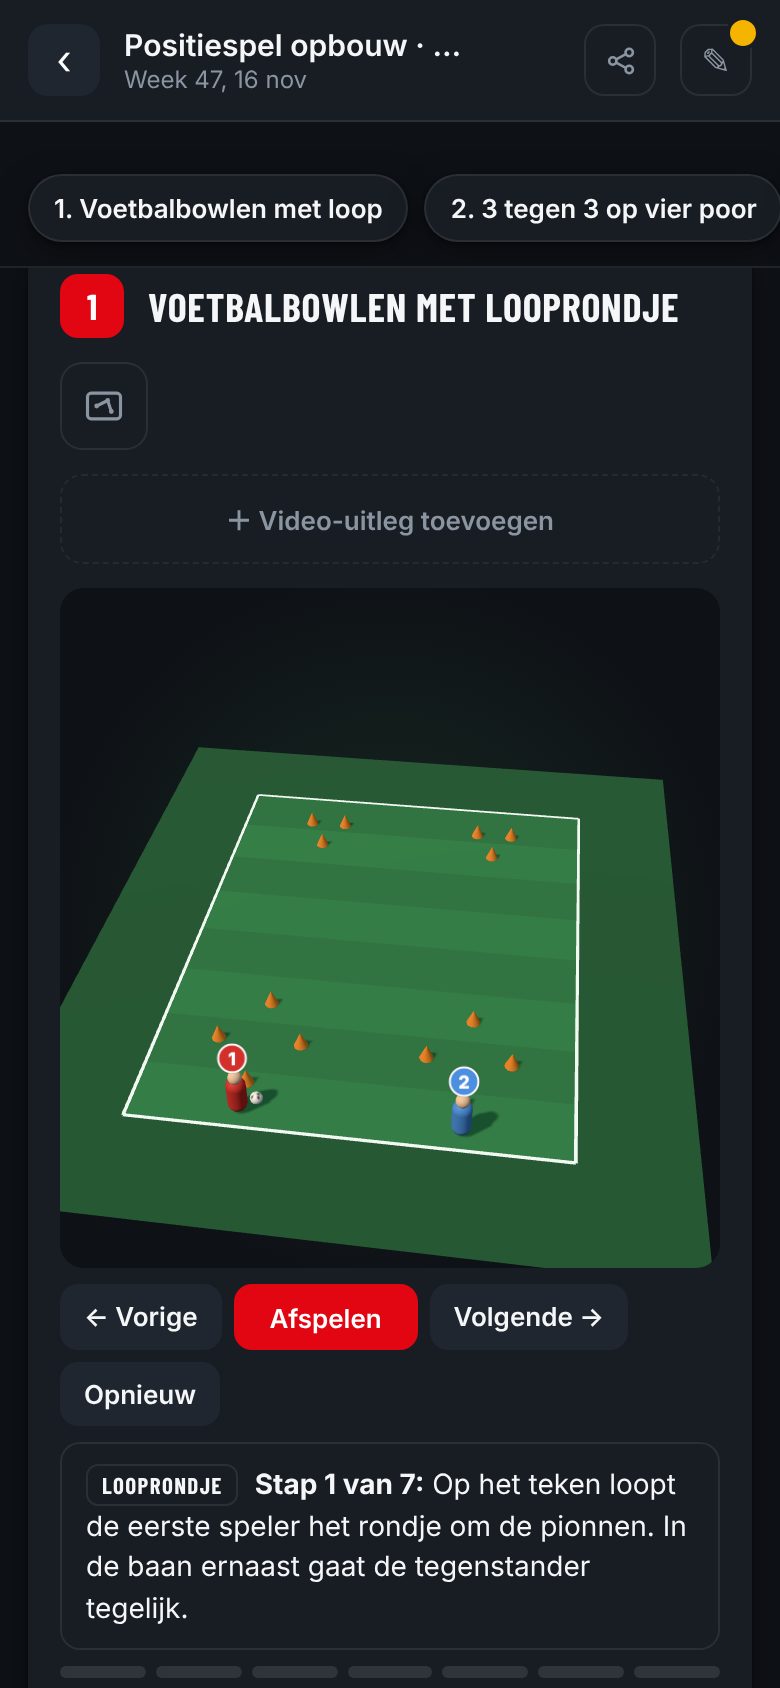 Positiespel opbouw · ...
Week 47, 16 nov
1. Voetbalbowlen met loop
2. 3 tegen 3 op vier poor
1 VOETBALBOWLEN MET LOOPRONDJE
+ Video-uitleg toevoegen
1
2
← Vorige
Afspelen
Volgende →
Opnieuw
LOOPRONDJE Stap 1 van 7: Op het teken loopt
de eerste speler het rondje om de pionnen. In
de baan ernaast gaat de tegenstander
tegelijk.